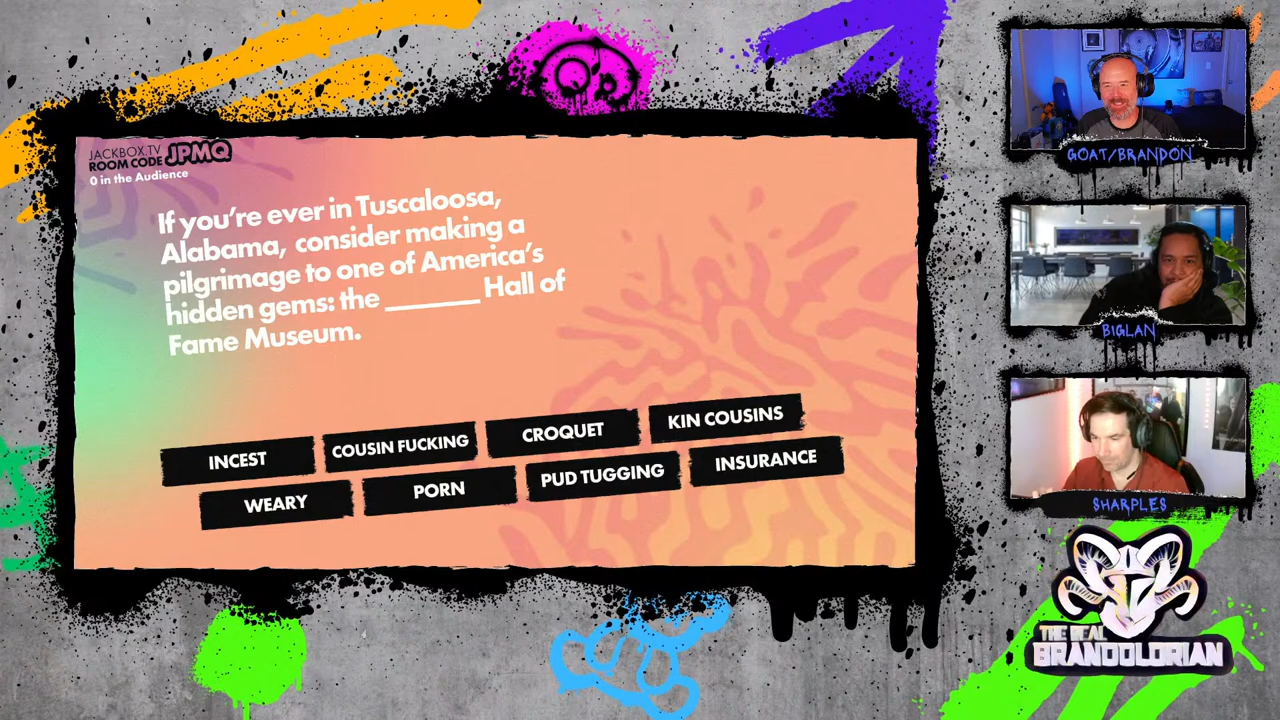 JACKBOX.TV
ROOM CODE JPMQ
0 in the Audience
If you're ever in Tuscaloosa,
Alabama, consider making a
pilgrimage to one of America's
hidden gems: the ______ Hall of
Fame Museum.
INCEST
COUSIN FUCKING
CROQUET
KIN COUSINS
WEARY
PORN
PUD TUGGING
INSURANCE
GOAT/BRANDON
BIGLAN
SHARPLES
THE REAL
BRANDOLORIAN